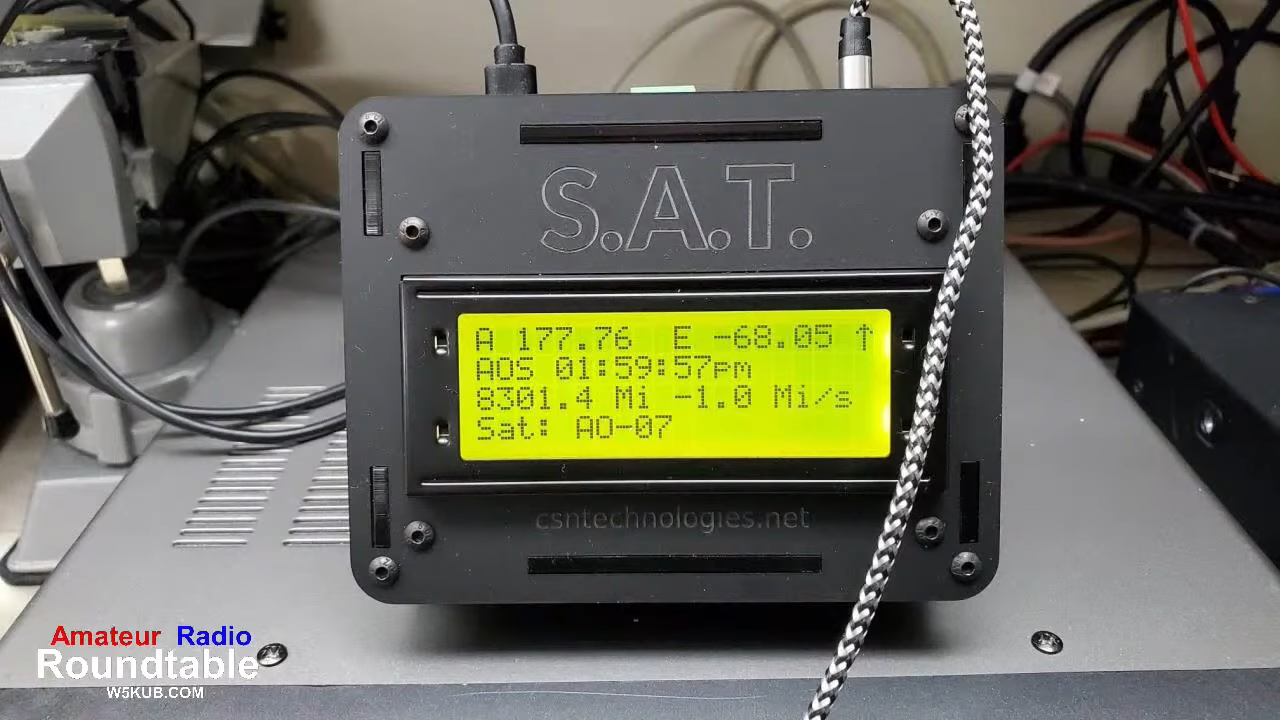 S.A.T.
A 177.76 E -68.05 ↑
AOS 01:59:57pm
8301.4 Mi -1.0 Mi/s
Sat: AO-07
csntechnologies.net
Amateur Radio
Roundtable
W5KUB.COM